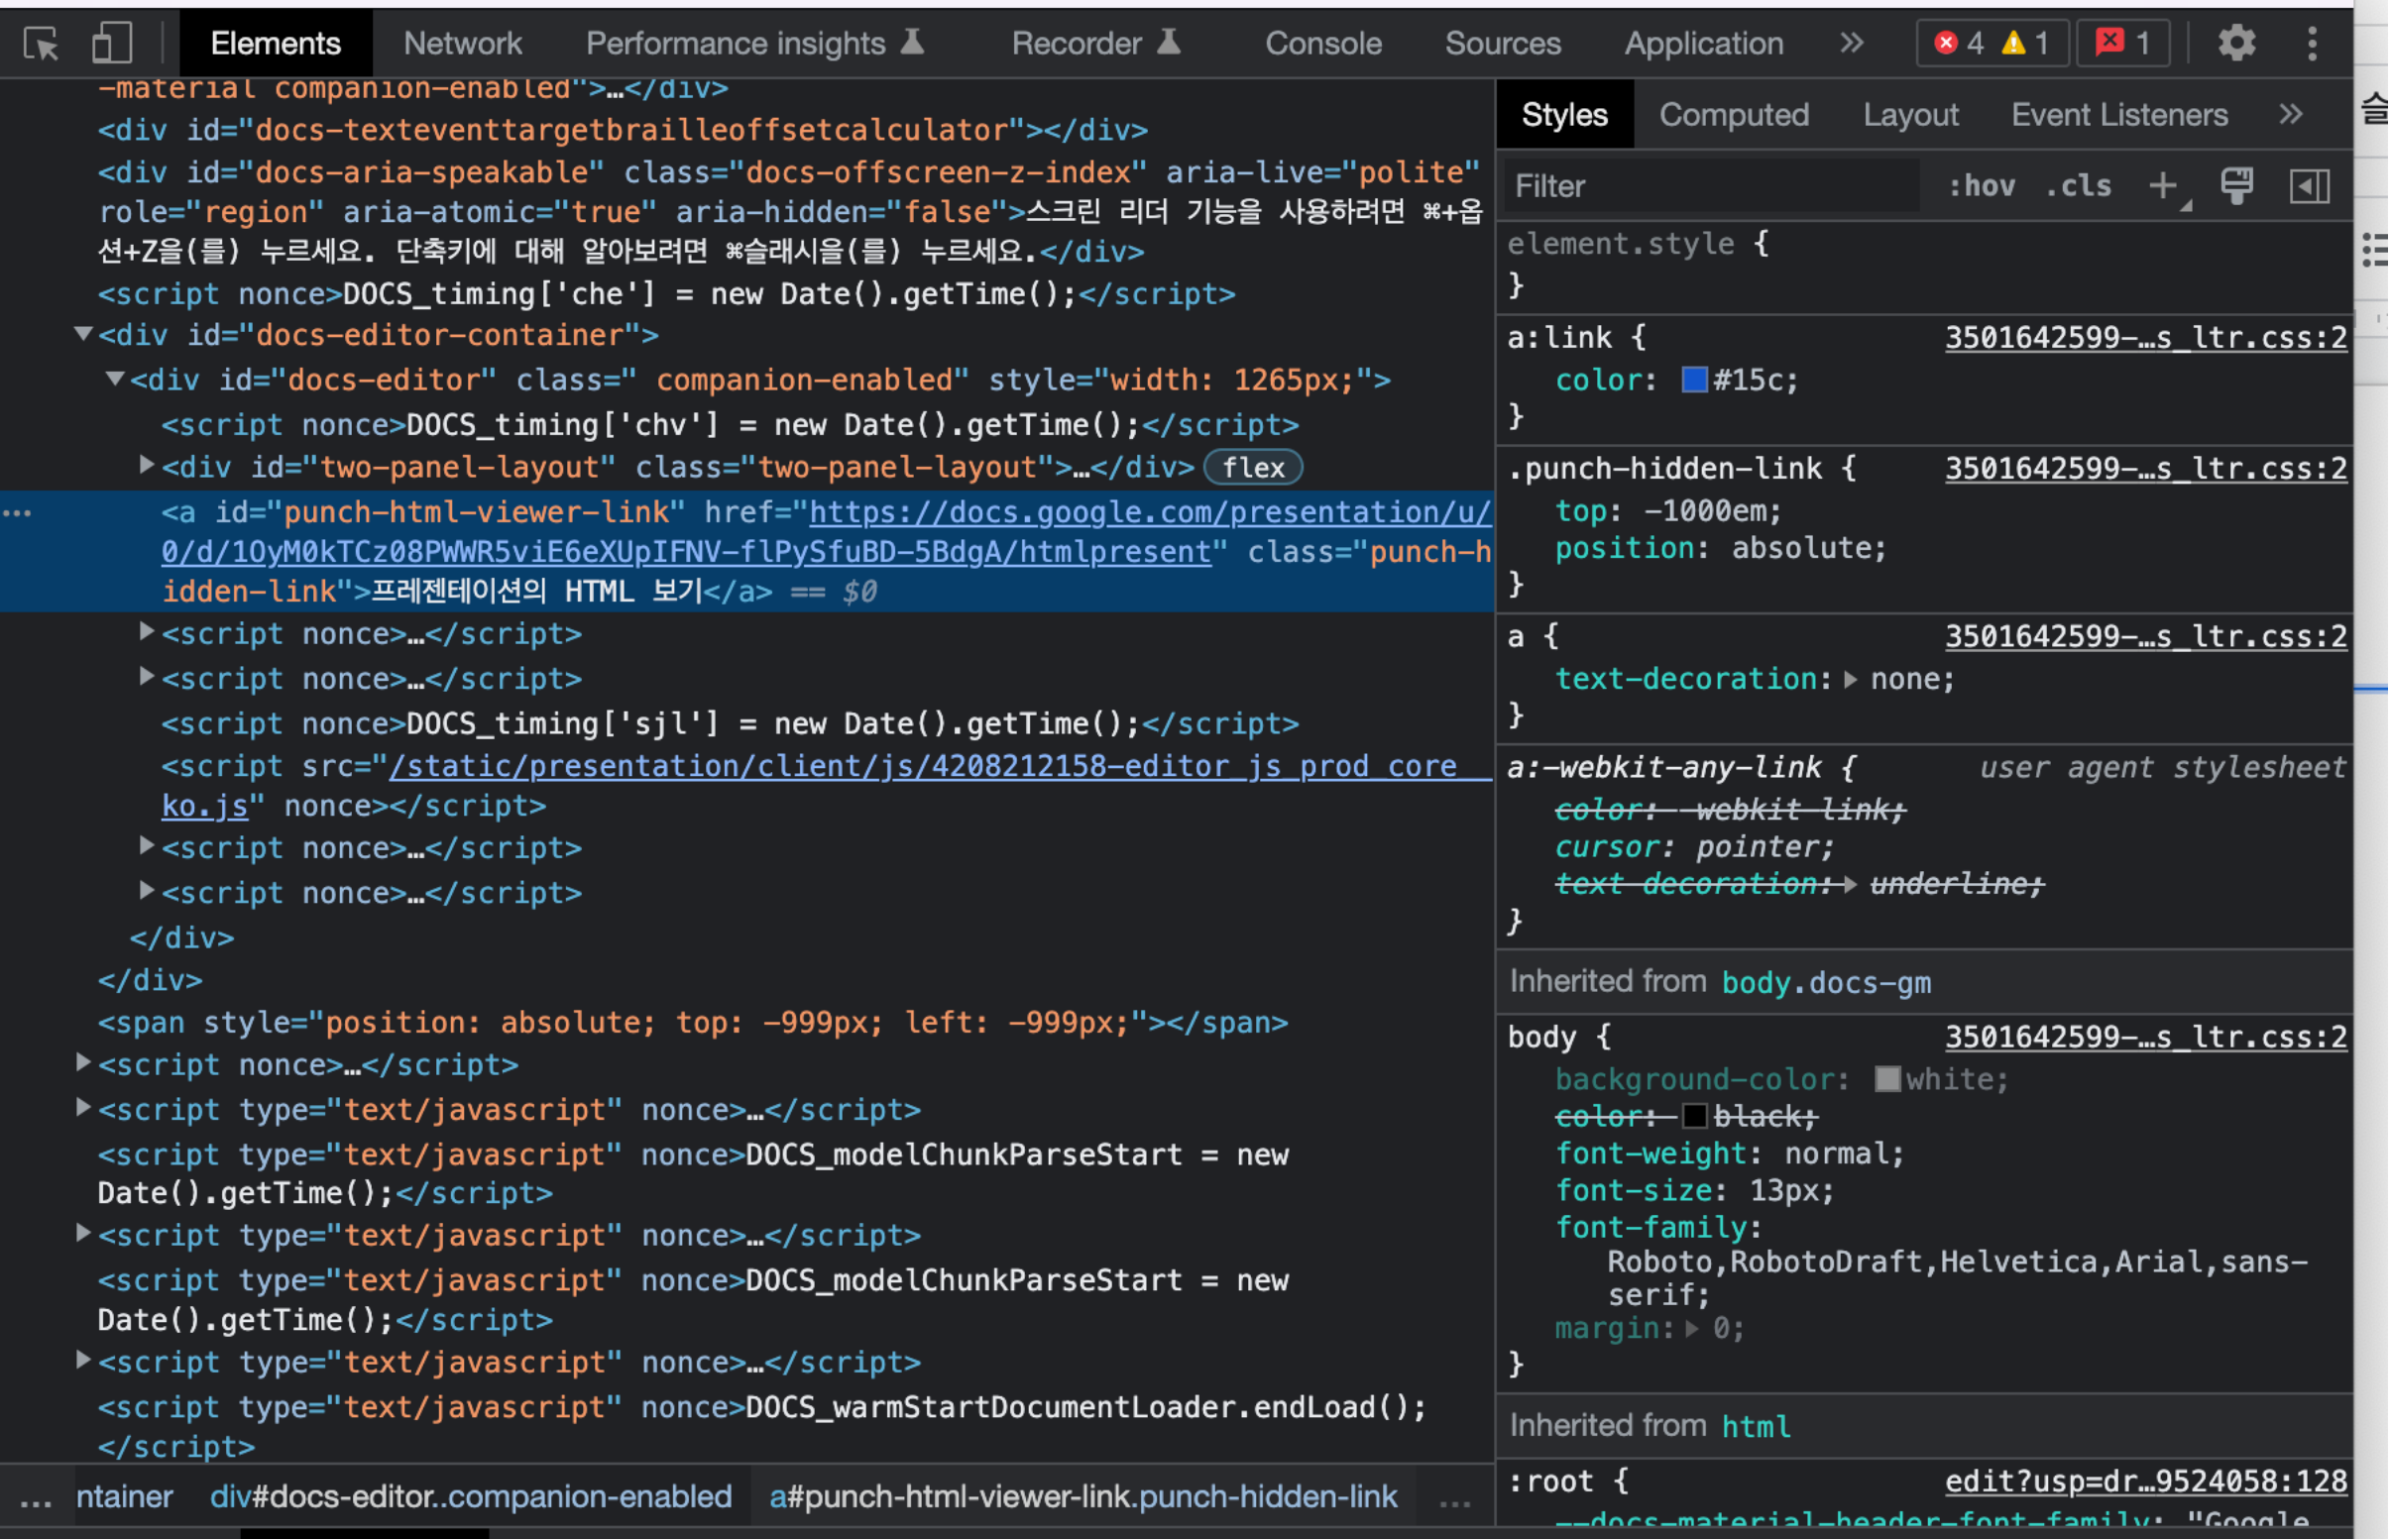 Elements Network Performance insights Recorder Console Sources Application » 4 1 1
-material companion-enabled">…</div>
<div id="docs-texteventtargetbrailleoffsetcalculator"></div>
<div id="docs-aria-speakable" class="docs-offscreen-z-index" aria-live="polite"
role="region" aria-atomic="true" aria-hidden="false">스크린 리더 기능을 사용하려면 ⌘+옵
션+Z을(를) 누르세요. 단축키에 대해 알아보려면 ⌘슬래시을(를) 누르세요.</div>
<script nonce>DOCS_timing['che'] = new Date().getTime();</script>
▼<div id="docs-editor-container">
▼<div id="docs-editor" class=" companion-enabled" style="width: 1265px;">
<script nonce>DOCS_timing['chv'] = new Date().getTime();</script>
▶<div id="two-panel-layout" class="two-panel-layout">…</div> flex
… <a id="punch-html-viewer-link" href="https://docs.google.com/presentation/u/
0/d/1OyM0kTCz08PWWR5viE6eXUpIFNV-flPySfuBD-5BdgA/htmlpresent" class="punch-h
idden-link">프레젠테이션의 HTML 보기</a> == $0
▶<script nonce>…</script>
▶<script nonce>…</script>
<script nonce>DOCS_timing['sjl'] = new Date().getTime();</script>
<script src="/static/presentation/client/js/4208212158-editor_js_prod_core__
ko.js" nonce></script>
▶<script nonce>…</script>
▶<script nonce>…</script>
</div>
</div>
<span style="position: absolute; top: -999px; left: -999px;"></span>
▶<script nonce>…</script>
▶<script type="text/javascript" nonce>…</script>
<script type="text/javascript" nonce>DOCS_modelChunkParseStart = new
Date().getTime();</script>
▶<script type="text/javascript" nonce>…</script>
<script type="text/javascript" nonce>DOCS_modelChunkParseStart = new
Date().getTime();</script>
▶<script type="text/javascript" nonce>…</script>
<script type="text/javascript" nonce>DOCS_warmStartDocumentLoader.endLoad();
</script>
… ntainer div#docs-editor..companion-enabled a#punch-html-viewer-link.punch-hidden-link …
Styles Computed Layout Event Listeners »
Filter :hov .cls +
element.style {
}
a:link { 3501642599-…s_ltr.css:2
color: #15c;
}
.punch-hidden-link { 3501642599-…s_ltr.css:2
top: -1000em;
position: absolute;
}
a { 3501642599-…s_ltr.css:2
text-decoration:▶ none;
}
a:-webkit-any-link { user agent stylesheet
color: -webkit-link;
cursor: pointer;
text-decoration:▶ underline;
}
Inherited from body.docs-gm
body { 3501642599-…s_ltr.css:2
background-color: white;
color: black;
font-weight: normal;
font-size: 13px;
font-family:
Roboto,RobotoDraft,Helvetica,Arial,sans-
serif;
margin:▶ 0;
}
Inherited from html
:root { edit?usp=dr…9524058:128
--docs-material-header-font-family: "Google
슬